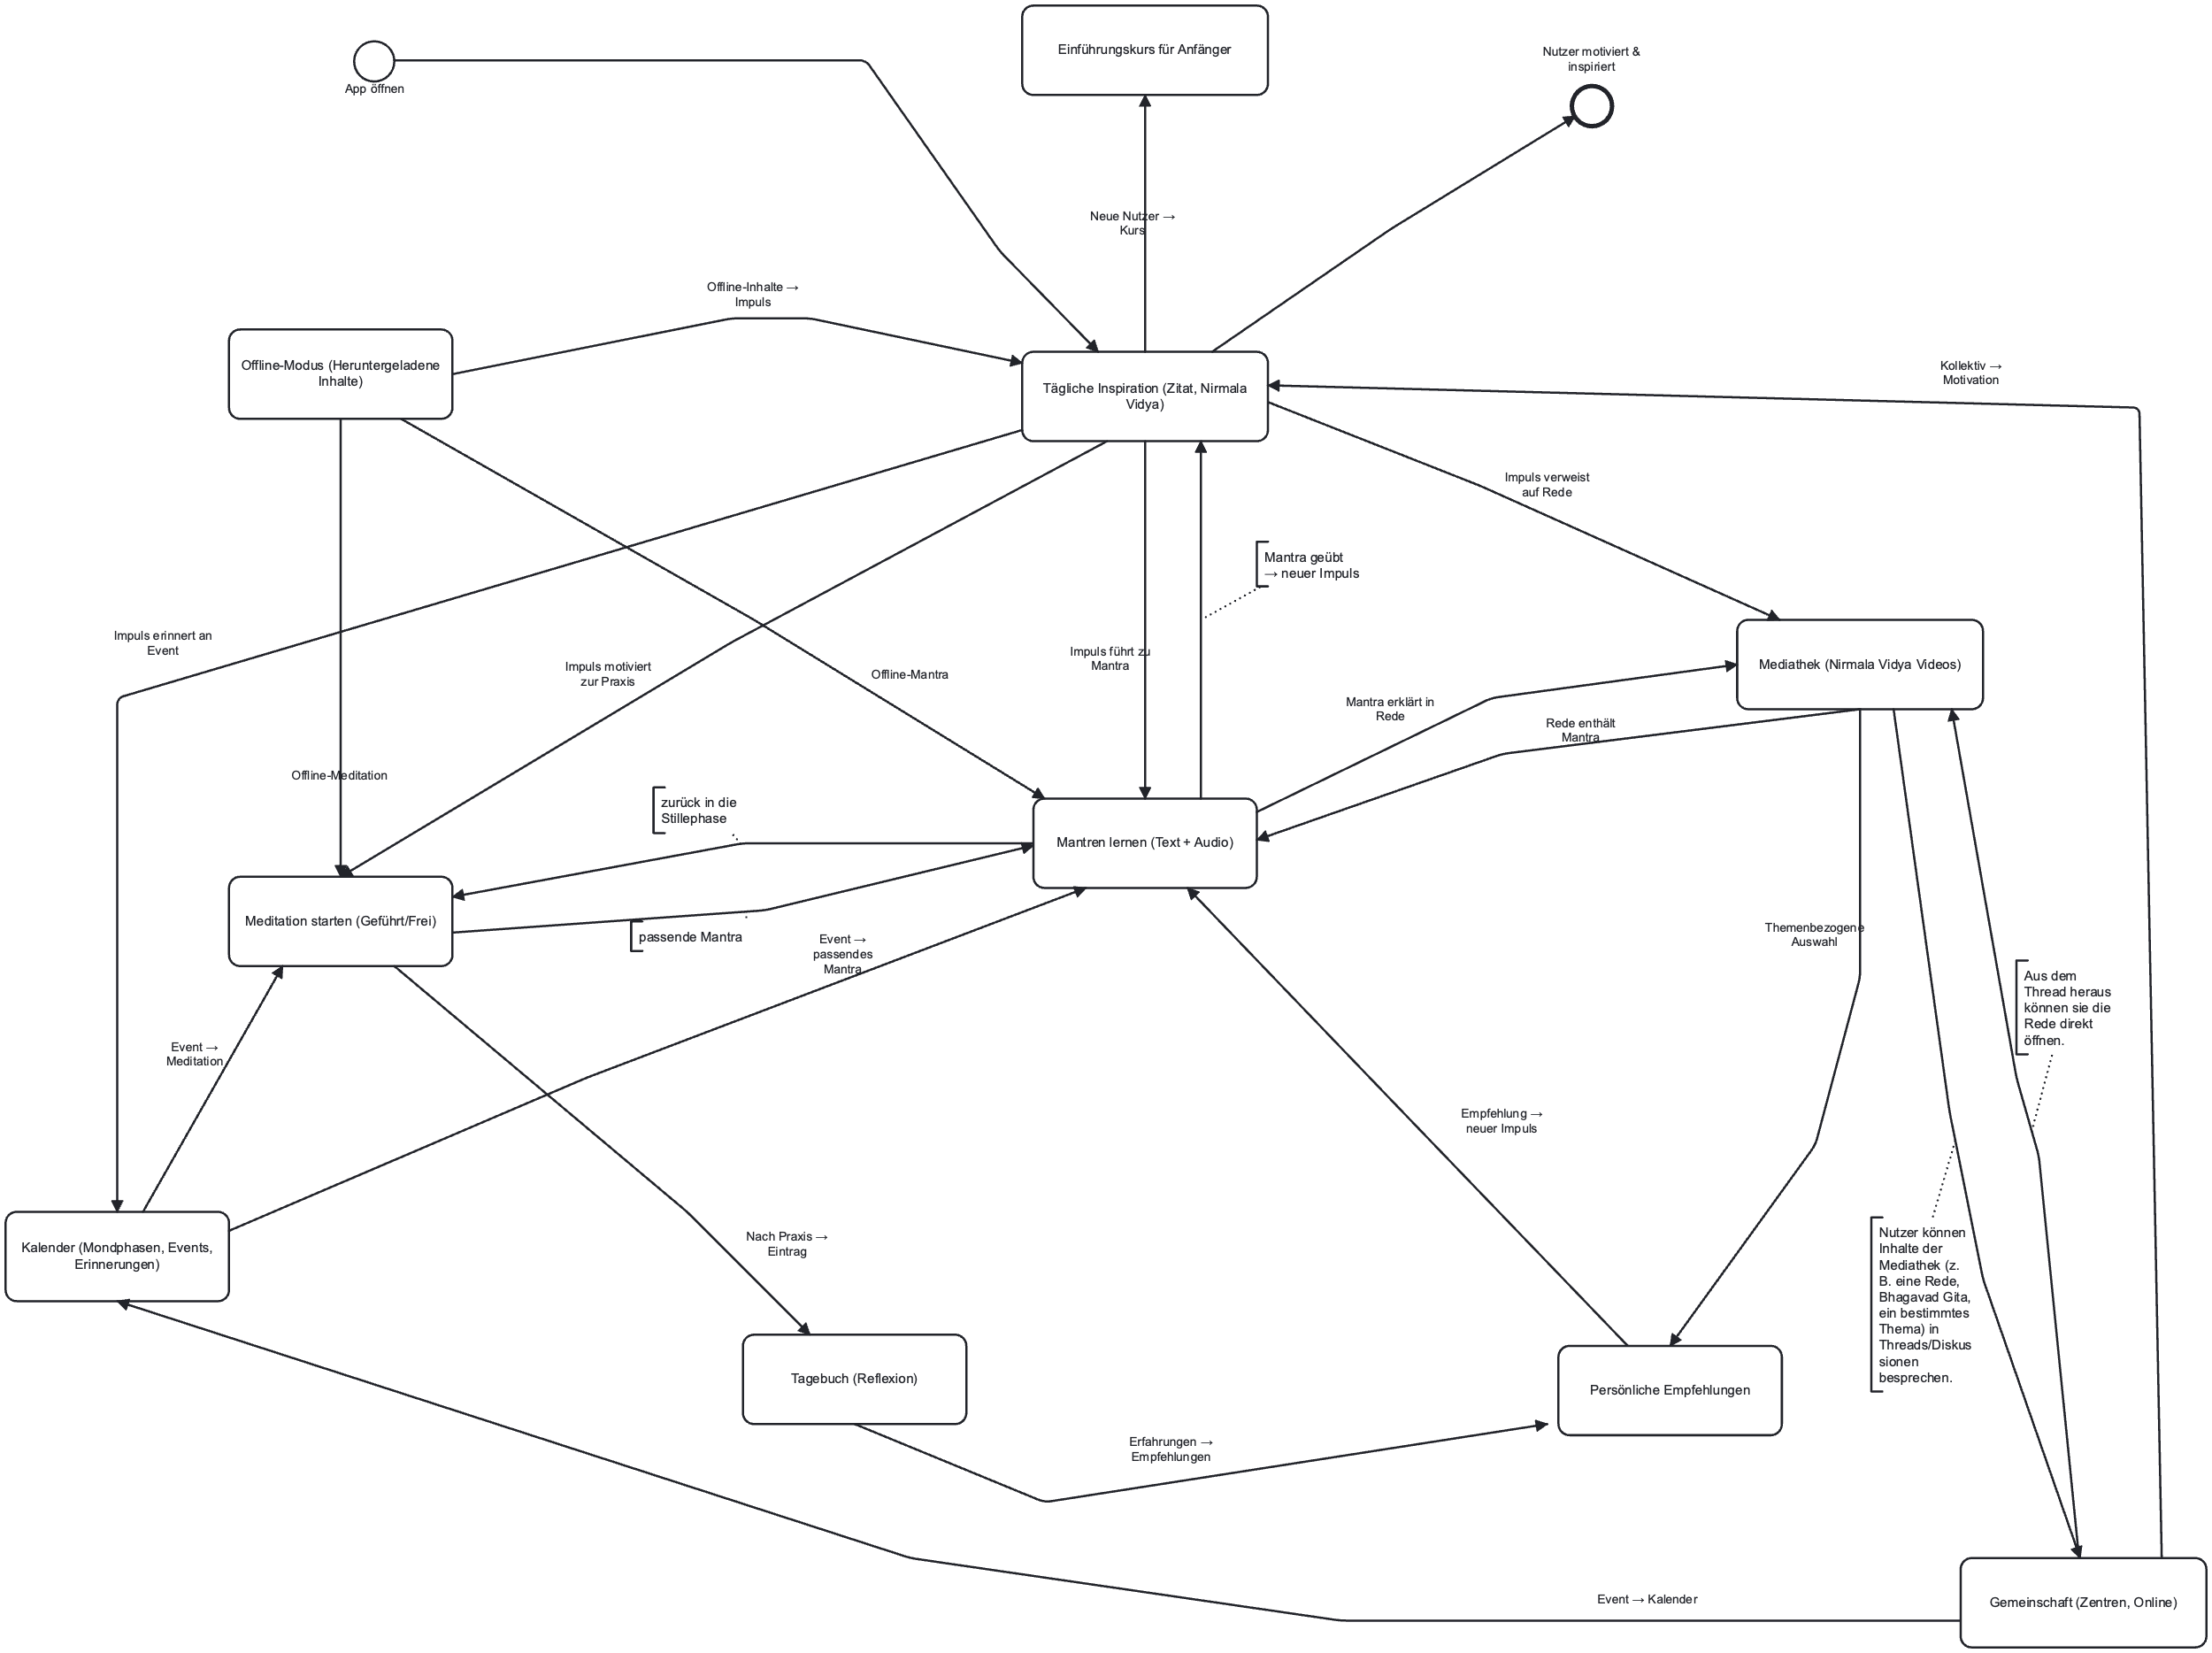 Einführungskurs für Anfänger
Nutzer motiviert &
inspiriert
App öffnen
Neue Nutzer →
Kurs
Offline-Inhalte →
Impuls
Offline-Modus (Heruntergeladene
Inhalte)
Tägliche Inspiration (Zitat, Nirmala
Vidya)
Kollektiv →
Motivation
Impuls verweist
auf Rede
Mantra geübt
→ neuer Impuls
Impuls erinnert an
Event
Impuls motiviert
zur Praxis
Offline-Mantra
Impuls führt zu
Mantra
Mediathek (Nirmala Vidya Videos)
Mantra erklärt in
Rede
Rede enthält
Mantra
Offline-Meditation
zurück in die
Stillephase
Mantren lernen (Text + Audio)
Meditation starten (Geführt/Frei)
passende Mantra
Event →
passendes
Mantra
Themenbezogene
Auswahl
Aus dem
Thread heraus
können sie die
Rede direkt
öffnen.
Event →
Meditation
Empfehlung →
neuer Impuls
Nach Praxis →
Eintrag
Kalender (Mondphasen, Events,
Erinnerungen)
Nutzer können
Inhalte der
Mediathek (z.
B. eine Rede,
Bhagavad Gita,
ein bestimmtes
Thema) in
Threads/Diskus
sionen
besprechen.
Tagebuch (Reflexion)
Persönliche Empfehlungen
Erfahrungen →
Empfehlungen
Event → Kalender
Gemeinschaft (Zentren, Online)